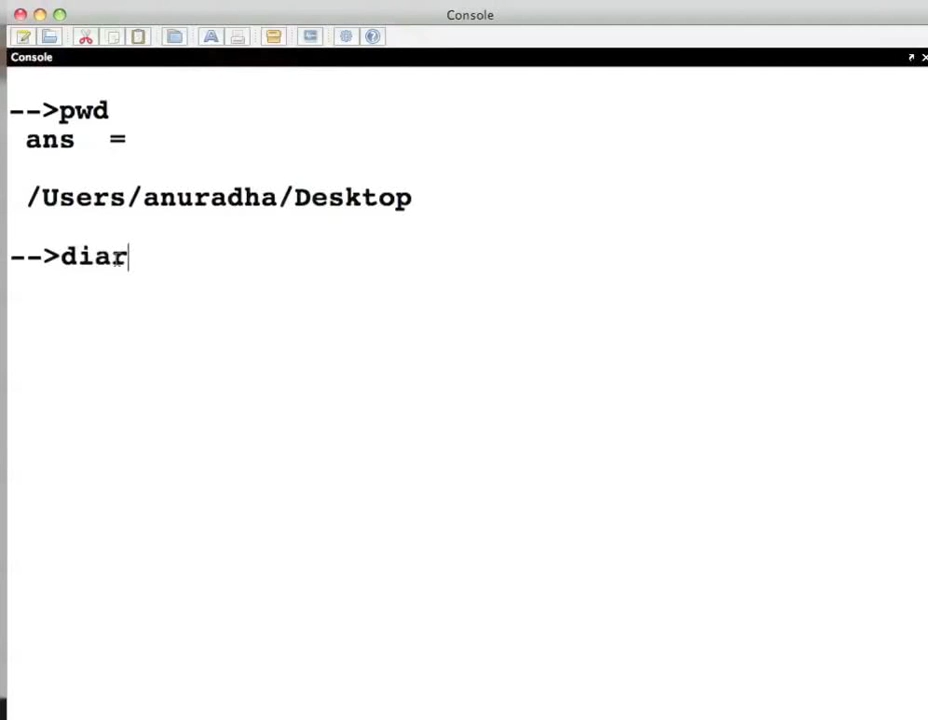 Console
Console
-->pwd
ans =
/Users/anuradha/Desktop
-->diar